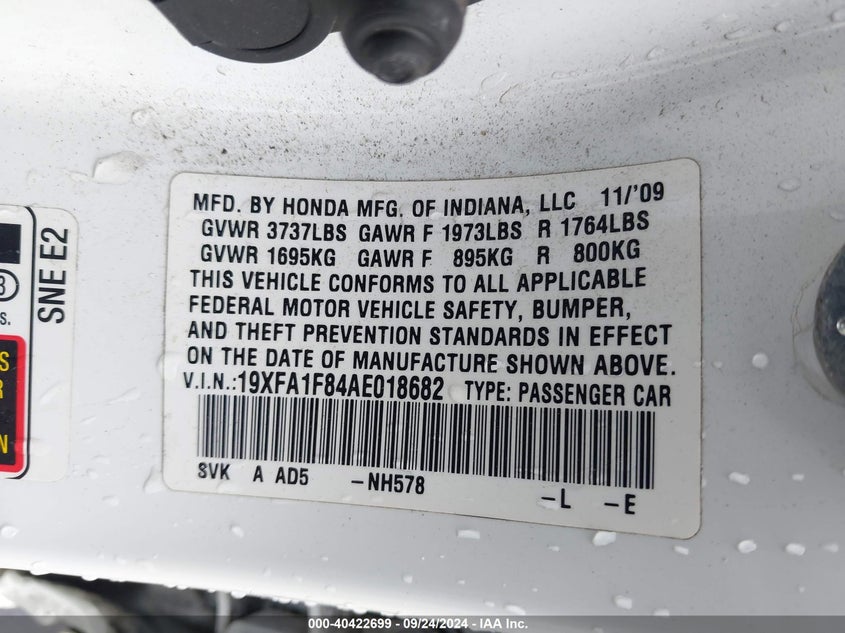 MFD. BY HONDA MFG. OF INDIANA, LLC 11/'09
GVWR 3737LBS GAWR F 1973LBS R 1764LBS
GVWR 1695KG GAWR F 895KG R 800KG
THIS VEHICLE CONFORMS TO ALL APPLICABLE
FEDERAL MOTOR VEHICLE SAFETY, BUMPER,
AND THEFT PREVENTION STANDARDS IN EFFECT
ON THE DATE OF MANUFACTURE SHOWN ABOVE.
V.I.N.:19XFA1F84AE018682 TYPE: PASSENGER CAR
SVK A AD5 -NH578 -L -E
SNE E2
000-40422699 - 09/24/2024 - IAA Inc.